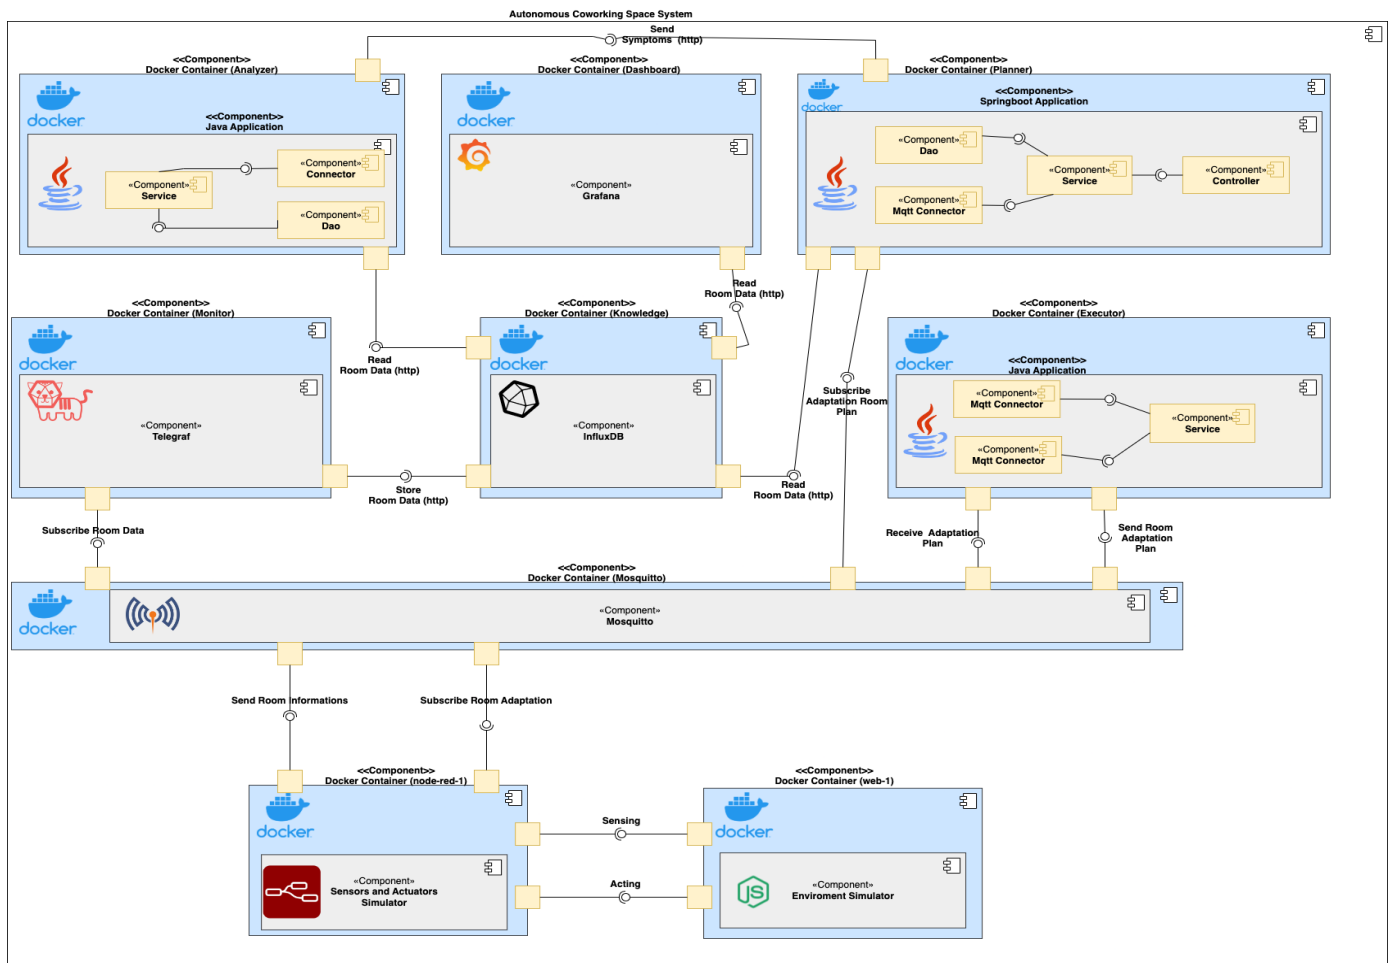 Autonomous Coworking Space System
Send
Symptoms (http)
<<Component>>
Docker Container (Analyzer)
docker
<<Component>>
Java Application
«Component»
Service
«Component»
Connector
«Component»
Dao
<<Component>>
Docker Container (Dashboard)
docker
«Component»
Grafana
<<Component>>
Docker Container (Planner)
docker
<<Component>>
Springboot Application
«Component»
Dao
«Component»
Mqtt Connector
«Component»
Service
«Component»
Controller
Read
Room Data (http)
Read
Room Data (http)
<<Component>>
Docker Container (Monitor)
docker
«Component»
Telegraf
<<Component>>
Docker Container (Knowledge)
docker
«Component»
InfluxDB
Subscribe
Adaptation Room
Plan
<<Component>>
Docker Container (Executor)
docker
<<Component>>
Java Application
«Component»
Mqtt Connector
«Component»
Mqtt Connector
«Component»
Service
Store
Room Data (http)
Read
Room Data (http)
Subscribe Room Data
Receive Adaptation
Plan
Send Room
Adaptation
Plan
<<Component>>
Docker Container (Mosquitto)
docker
«Component»
Mosquitto
Send Room Informations
Subscribe Room Adaptation
<<Component>>
Docker Container (node-red-1)
docker
«Component»
Sensors and Actuators
Simulator
Sensing
Acting
<<Component>>
Docker Container (web-1)
docker
JS
«Component»
Enviroment Simulator